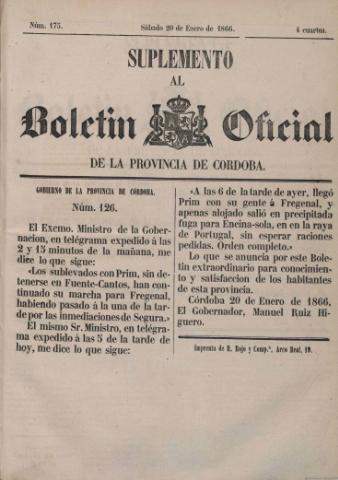 Núm. 175. Sábado 20 de Enero de 1866. 4 cuartos.
SUPLEMENTO
AL
Boletin Oficial
DE LA PROVINCIA DE CORDOBA.
GOBIERNO DE LA PROVINCIA DE CÓRDOBA.
Núm. 126.
El Excmo. Ministro de la Gober-
nacion, en telégrama expedido á las
2 y 15 minutos de la mañana, me
dice lo que sigue:
«Los sublevados con Prim, sin de-
tenerse en Fuente-Cantos, han con-
tinuado su marcha para Fregenal,
habiendo pasado á la una de la tar-
de por las inmediaciones de Segura.»
El mismo Sr. Ministro, en telégra-
ma expedido á las 5 de la tarde de
hoy, me dice lo que sigue:
«A las 6 de la tarde de ayer, llegó
Prim con su gente á Fregenal, y
apenas alojado salió en precipitada
fuga para Encina-sola, en en la raya
de Portugal, sin esperar raciones
pedidas. Orden completo.»
Lo que se anuncia por este Bole-
tin extraordinario para conocimien-
to y satisfaccion de los habitantes
de esta provincia.
Córdoba 20 de Enero de 1866.
El Gobernador, Manuel Ruiz Hi-
guero.
Imprenta de R. Rojo y Comp.ª, Arco Real, 19.